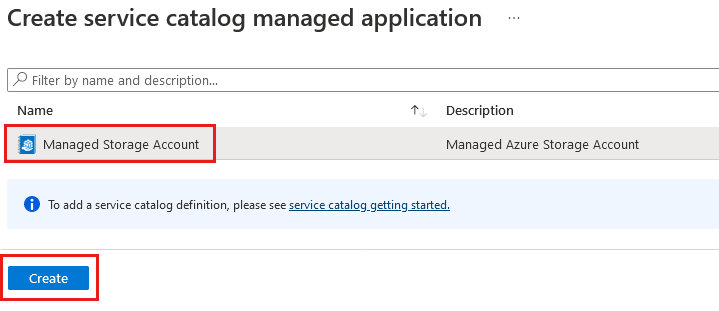 Create service catalog managed application ...
Filter by name and description...
Name Description
Managed Storage Account Managed Azure Storage Account
To add a service catalog definition, please see service catalog getting started.
Create